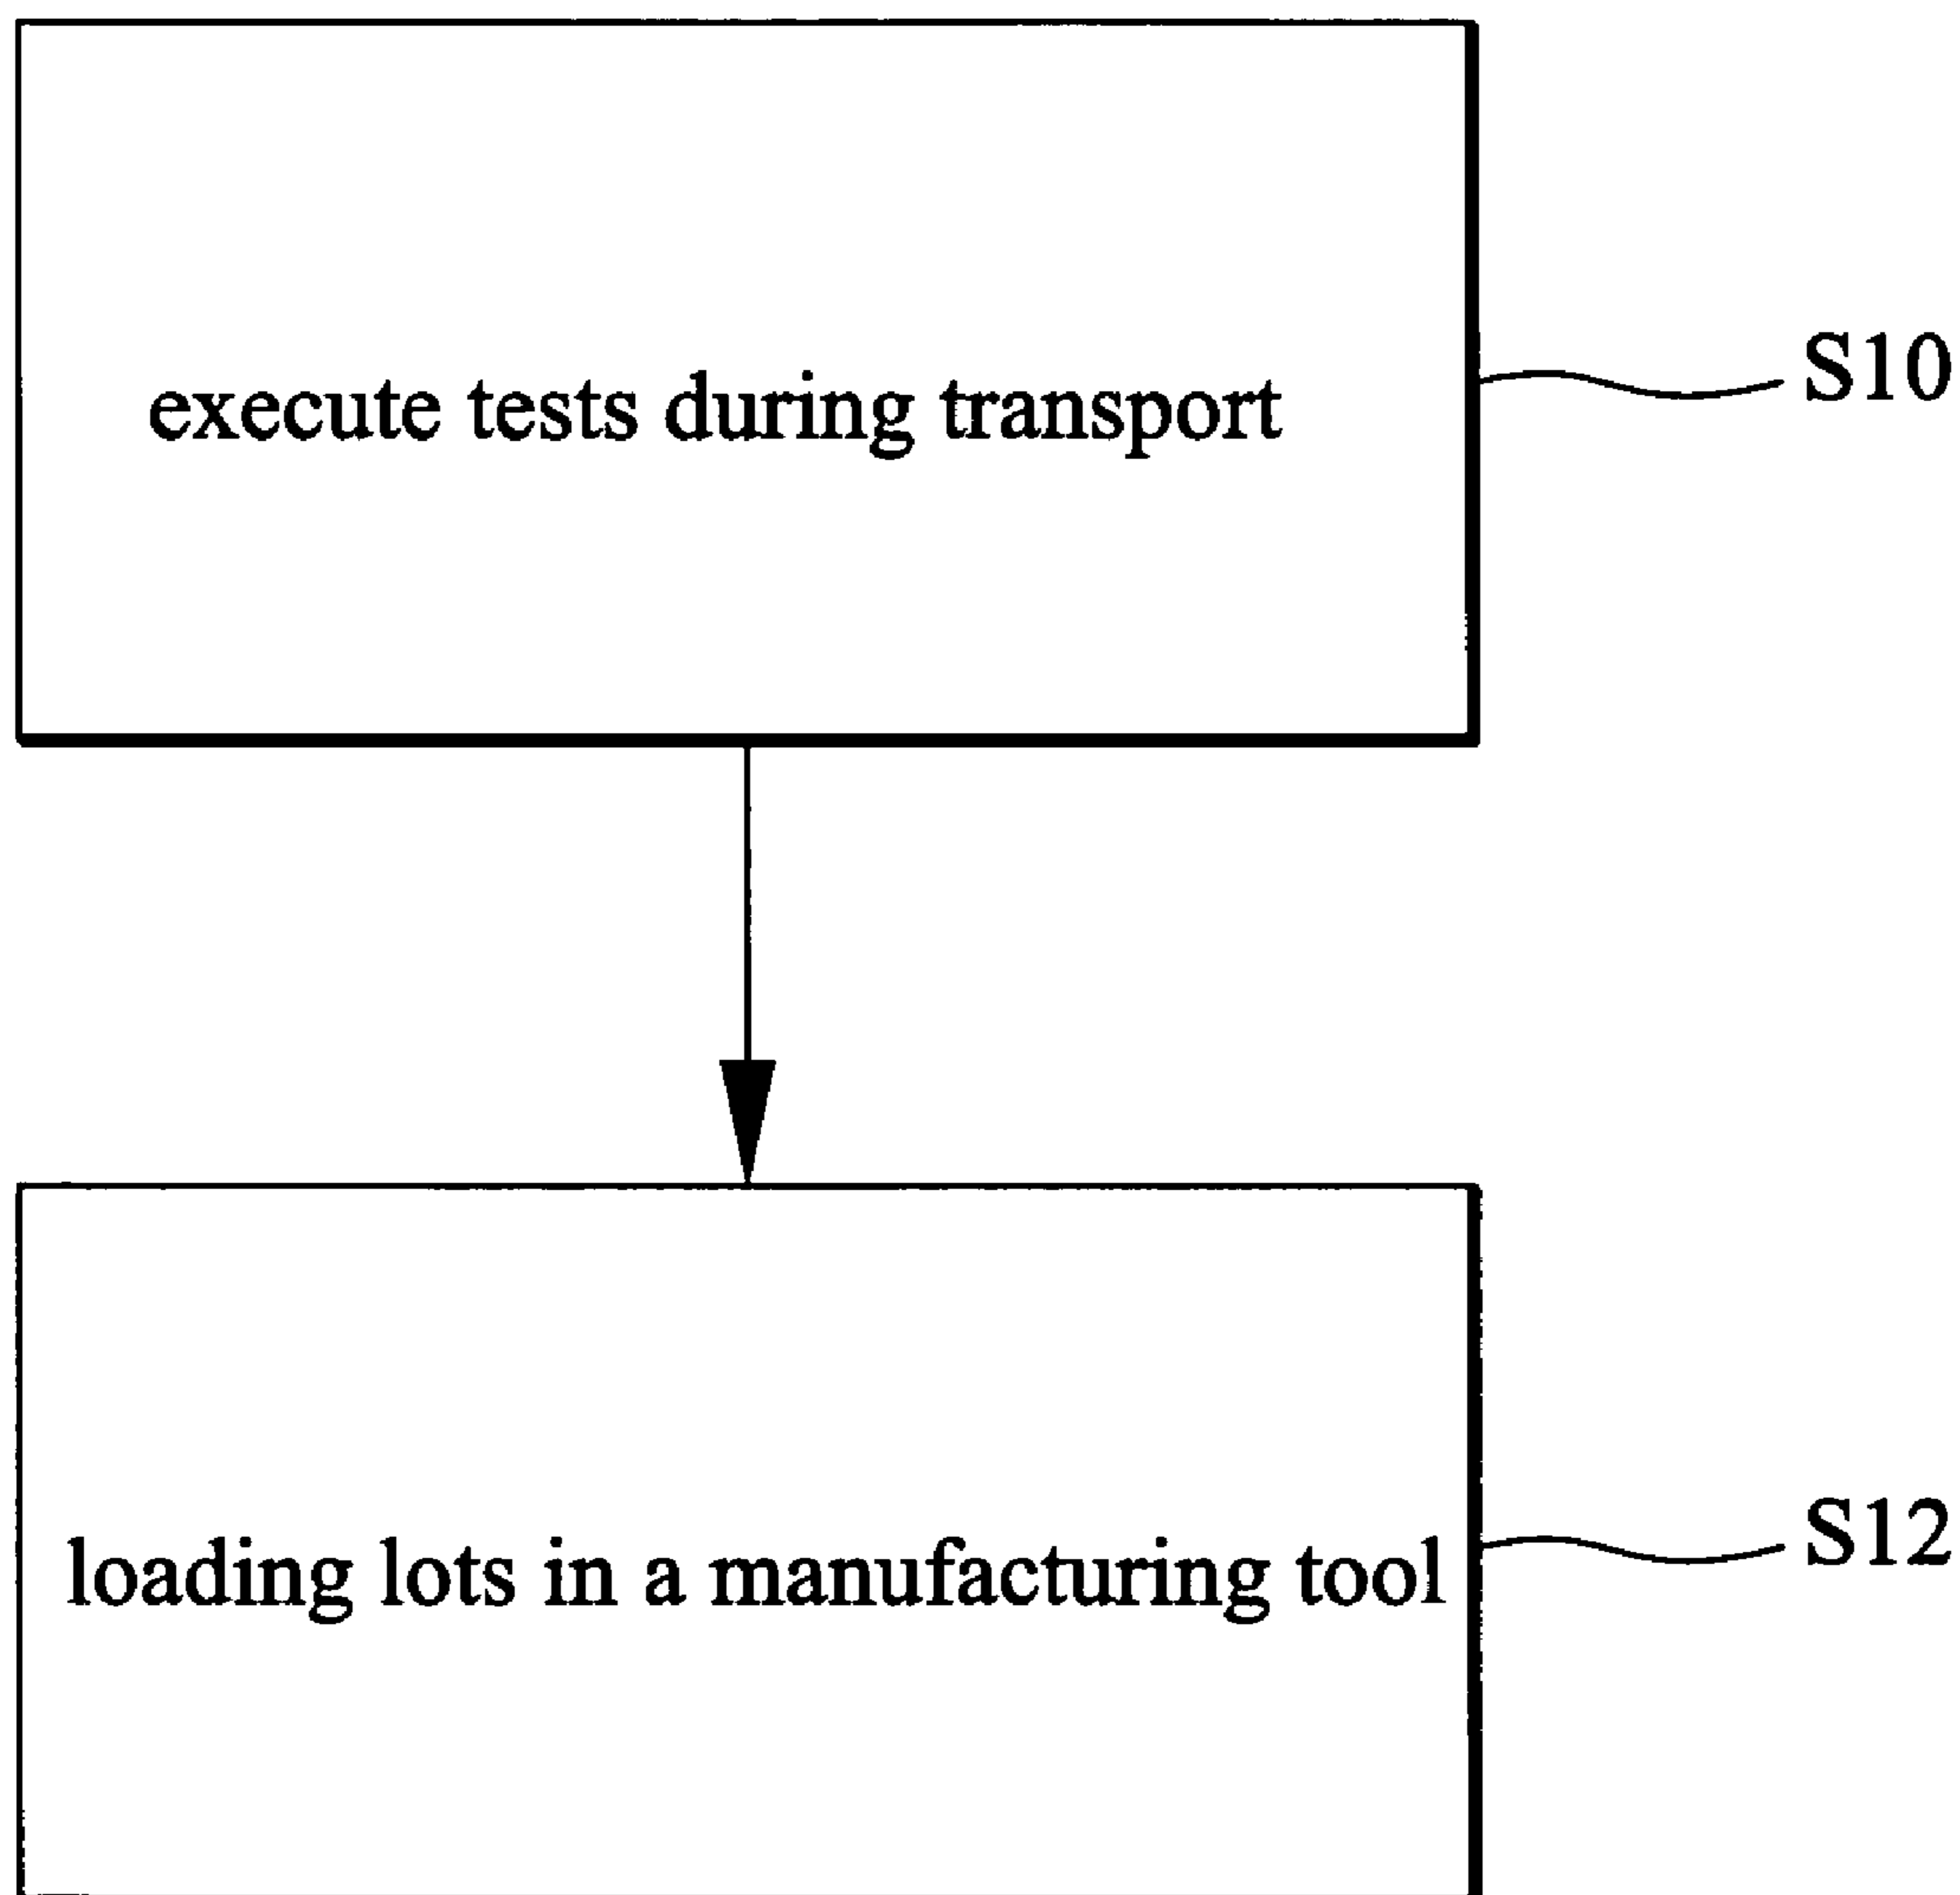 execute tests during transport
S10
loading lots in a manufacturing tool
S12